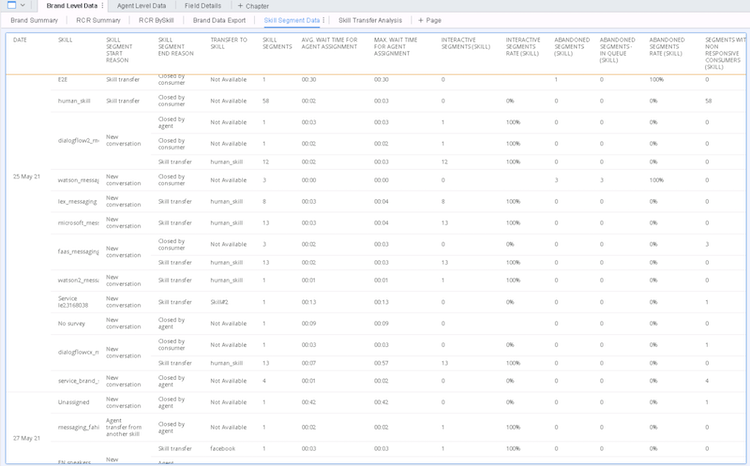 Brand Level Data Agent Level Data Field Details + Chapter
Brand Summary RCR Summary RCR BySkill Brand Data Export Skill Segment Data Skill Transfer Analysis + Page
DATE SKILL SKILL SEGMENT START REASON SKILL SEGMENT END REASON TRANSFER TO SKILL SKILL SEGMENTS AVG. WAIT TIME FOR AGENT ASSIGNMENT MAX. WAIT TIME FOR AGENT ASSIGNMENT INTERACTIVE SEGMENTS (SKILL) INTERACTIVE SEGMENTS RATE (SKILL) ABANDONED SEGMENTS (SKILL) ABANDONED SEGMENTS - IN QUEUE (SKILL) ABANDONED SEGMENTS RATE (SKILL) SEGMENTS WIT NON RESPONSIVE CONSUMERS (SKILL)
E2E Skill transfer Closed by consumer Not Available 1 00:30 00:30 0 1 0 100% 0
human_skill Skill transfer Closed by consumer Not Available 58 00:02 00:03 0 0% 0 0 0% 58
Closed by agent Not Available 1 00:03 00:03 1 100% 0 0 0% 0
dialogflow2_m New conversation Closed by consumer Not Available 1 00:02 00:02 1 100% 0 0 0% 0
Skill transfer human_skill 12 00:02 00:03 12 100% 0 0 0% 0
25 May 21 watson_messaj New conversation Closed by consumer Not Available 3 00:00 00:00 0 3 3 100% 0
lex_messaging New conversation Skill transfer human_skill 8 00:03 00:04 8 100% 0 0 0% 0
microsoft_mes New conversation Skill transfer human_skill 13 00:03 00:04 13 100% 0 0 0% 0
faas_messaging New conversation Closed by consumer Not Available 3 00:02 00:03 0 0% 0 0 0% 3
Skill transfer human_skill 13 00:02 00:03 13 100% 0 0 0% 0
watson2_messa New conversation Skill transfer human_skill 1 00:01 00:01 1 100% 0 0 0% 0
Service le23168038 New conversation Skill transfer Skill#2 1 00:13 00:13 0 0% 0 0 0% 1
No survey New conversation Closed by agent Not Available 1 00:09 00:09 0 0 0 0% 0
dialogflowcx_m New conversation Closed by consumer Not Available 1 00:03 00:03 0 0% 0 0 0% 1
Skill transfer human_skill 13 00:07 00:57 13 100% 0 0 0% 0
service_brand_ New conversation Closed by agent Not Available 4 00:01 00:02 0 0% 0 0 0% 4
Unassigned New conversation Closed by agent Not Available 1 00:42 00:42 0 0% 0 0 0% 1
27 May 21 messaging_fahi Agent transfer from another skill Closed by agent Not Available 1 00:02 00:02 1 100% 0 0 0% 0
Skill transfer facebook 1 00:03 00:03 1 100% 0 0 0% 0
EN speakers New Agent